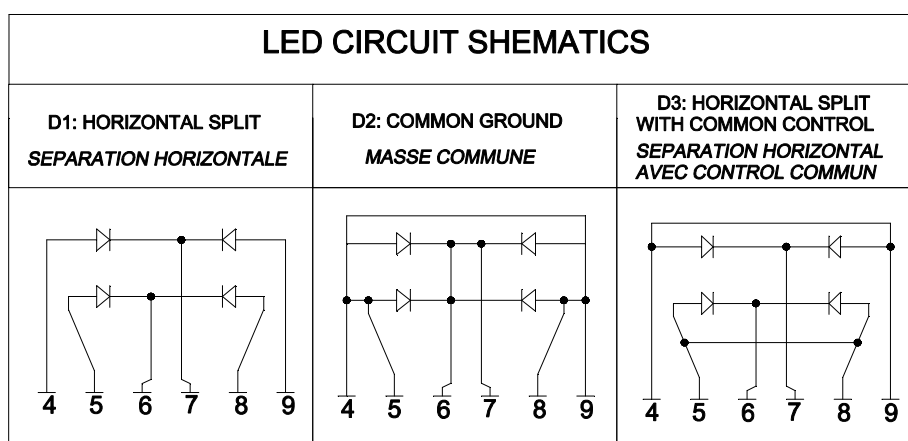 LED CIRCUIT SHEMATICS
D1: HORIZONTAL SPLIT
SEPARATION HORIZONTALE
D2: COMMON GROUND
MASSE COMMUNE
D3: HORIZONTAL SPLIT
WITH COMMON CONTROL
SEPARATION HORIZONTAL
AVEC CONTROL COMMUN
4 5 6 7 8 9
4 5 6 7 8 9
4 5 6 7 8 9